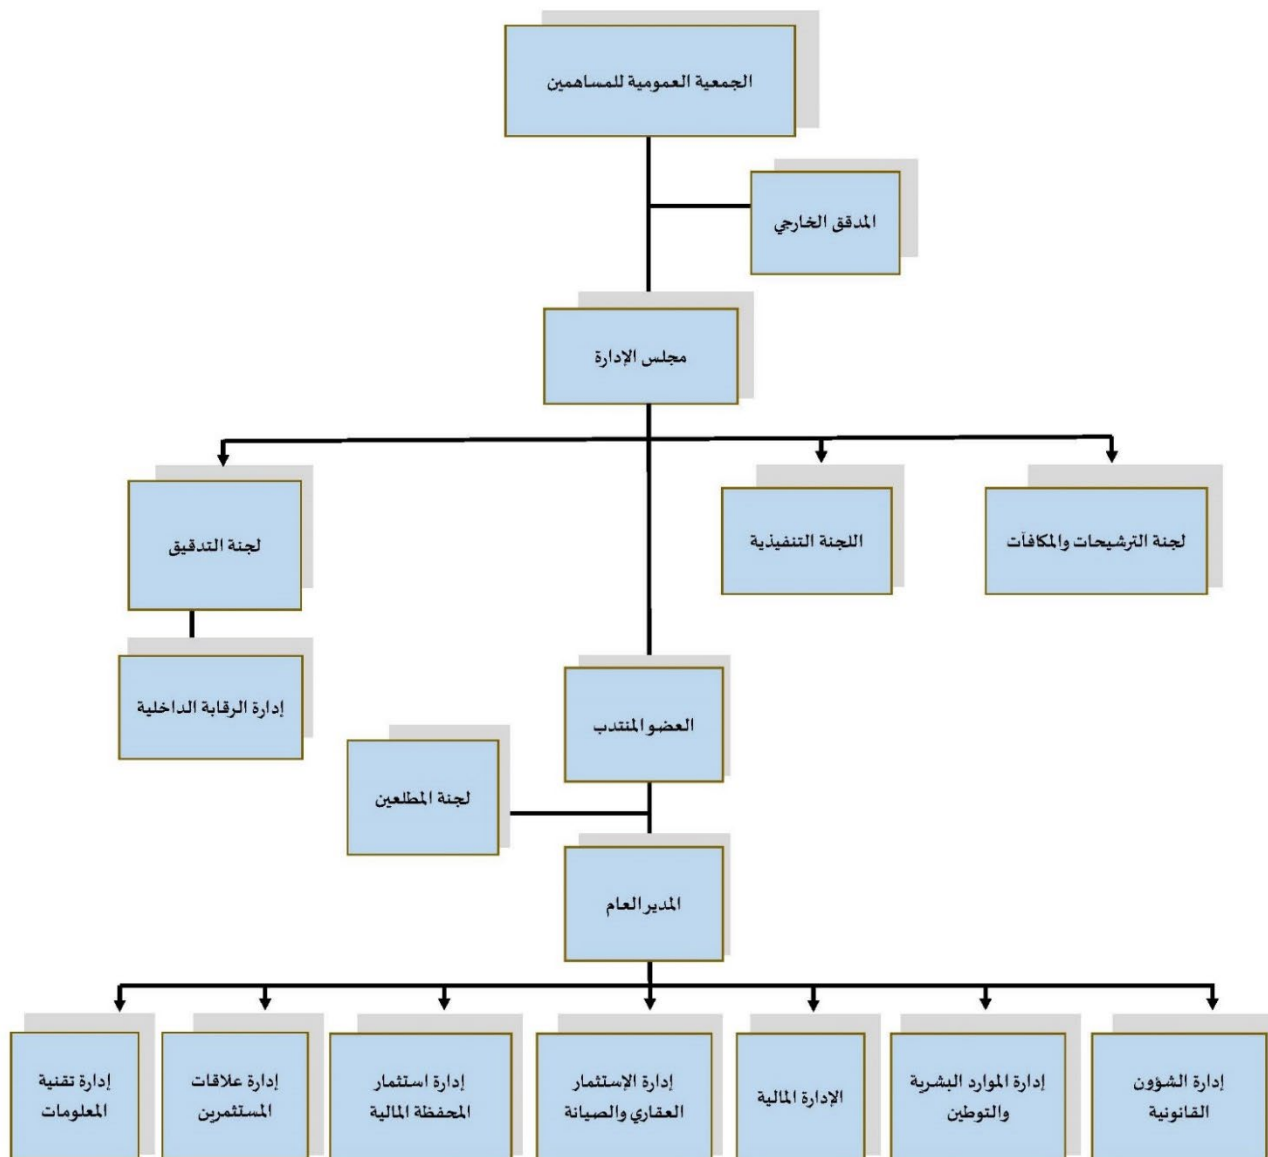 الجمعية العمومية للمساهمين
المدقق الخارجي
مجلس الإدارة
لجنة الترشيحات والمكافآت
اللجنة التنفيذية
لجنة التدقيق
إدارة الرقابة الداخلية
العضو المنتدب
لجنة المطلعين
المدير العام
إدارة الشؤون
القانونية
إدارة الموارد البشرية
والتوطين
الإدارة المالية
إدارة الإستثمار
العقاري والصيانة
إدارة استثمار
المحفظة المالية
إدارة علاقات
المستثمرين
إدارة تقنية
المعلومات